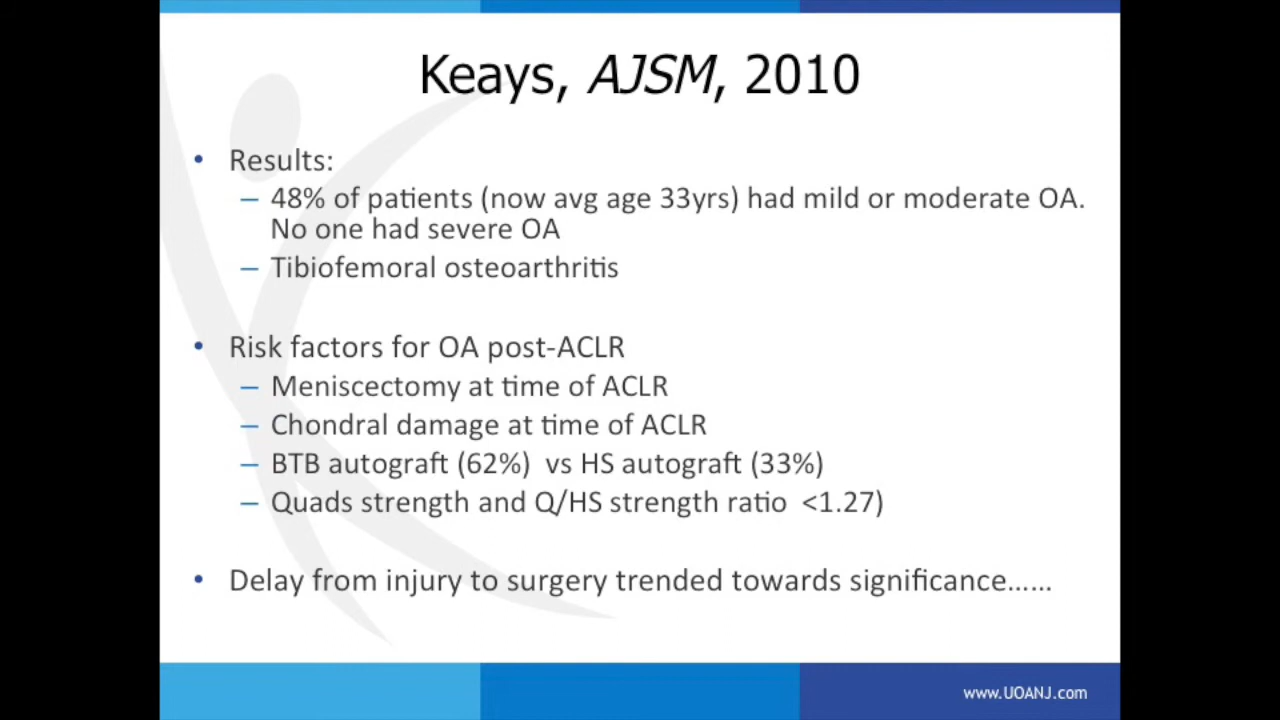 Keays, AJSM, 2010
• Results:
– 48% of patients (now avg age 33yrs) had mild or moderate OA.
No one had severe OA
– Tibiofemoral osteoarthritis
• Risk factors for OA post-ACLR
– Meniscectomy at time of ACLR
– Chondral damage at time of ACLR
– BTB autograft (62%)  vs HS autograft (33%)
– Quads strength and Q/HS strength ratio  <1.27)
• Delay from injury to surgery trended towards significance......
www.UOANJ.com